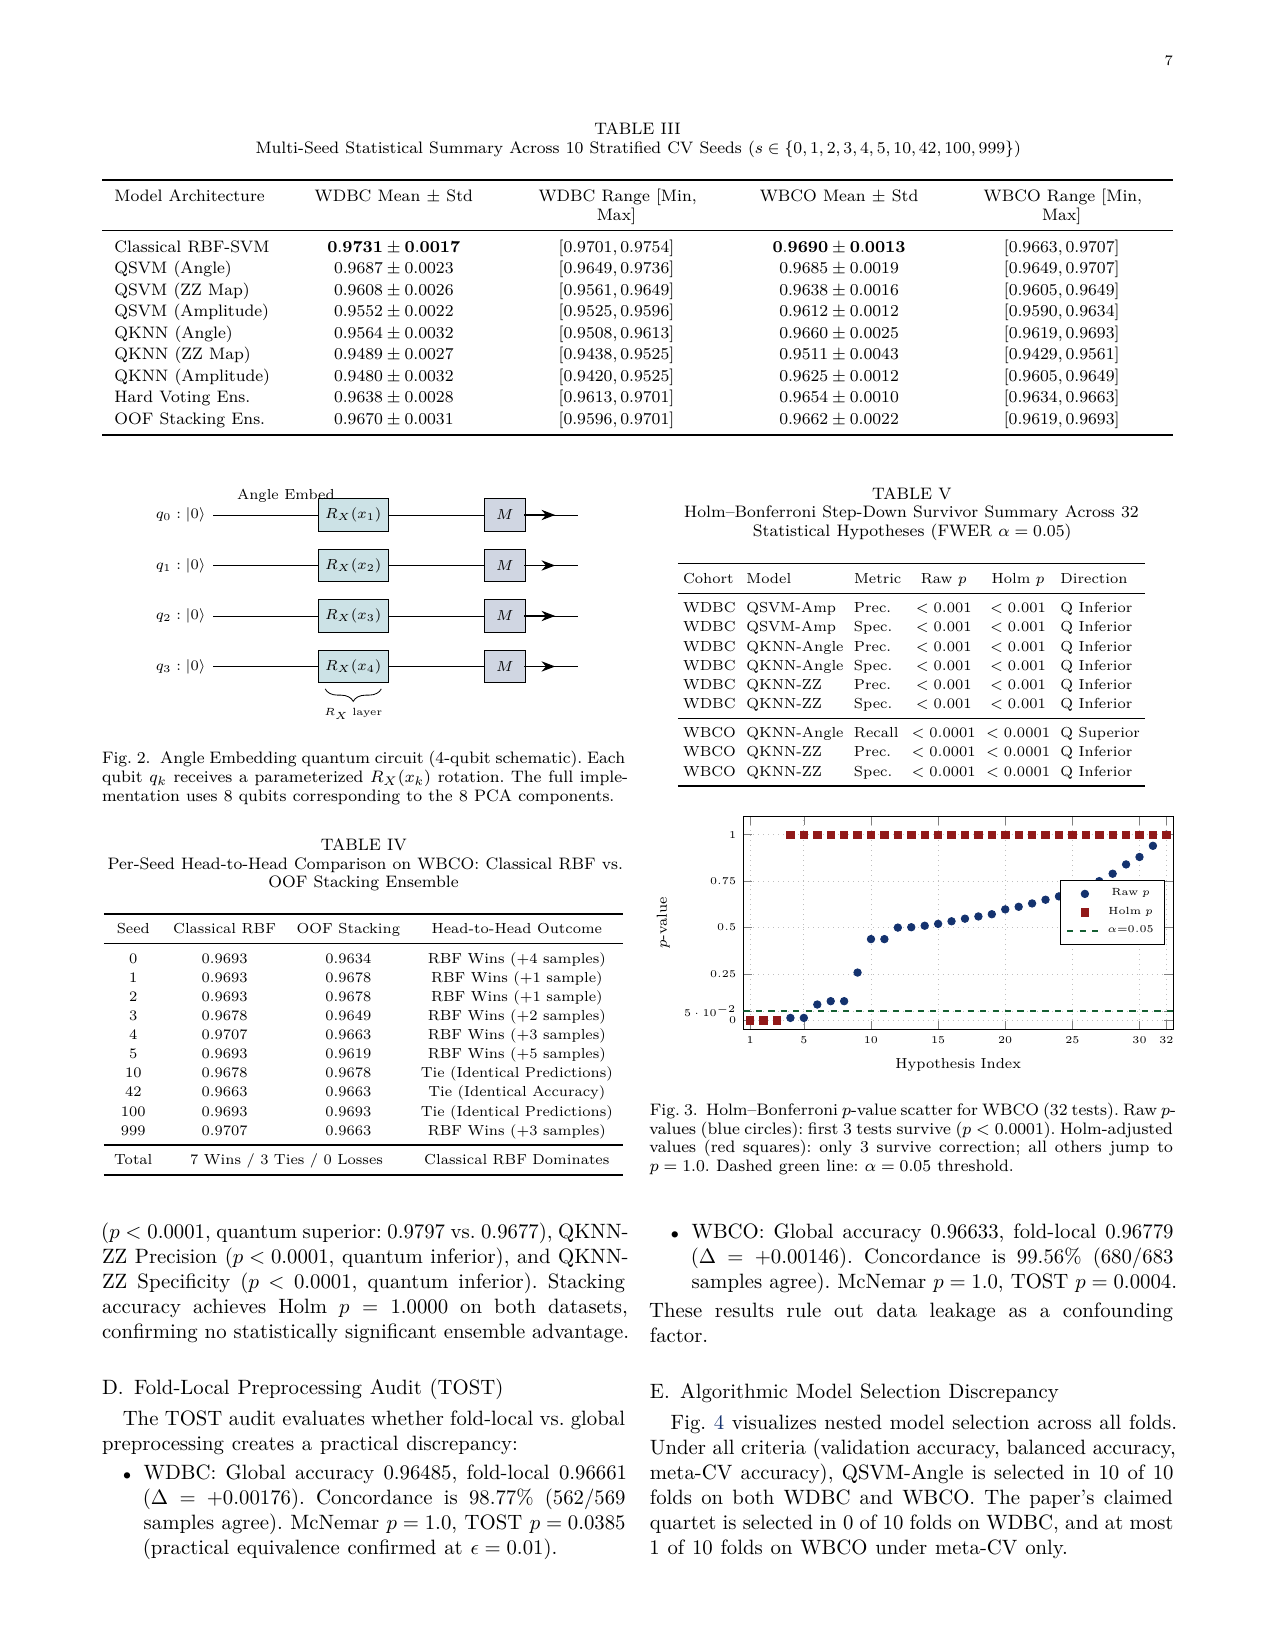 7
TABLE III
Multi-Seed Statistical Summary Across 10 Stratified CV Seeds (s ∈ {0, 1, 2, 3, 4, 5, 10, 42, 100, 999})
Model Architecture WDBC Mean ± Std WDBC Range [Min, Max] WBCO Mean ± Std WBCO Range [Min, Max]
Classical RBF-SVM 0.9731 ± 0.0017 [0.9701, 0.9754] 0.9690 ± 0.0013 [0.9663, 0.9707]
QSVM (Angle) 0.9687 ± 0.0023 [0.9649, 0.9736] 0.9685 ± 0.0019 [0.9649, 0.9707]
QSVM (ZZ Map) 0.9608 ± 0.0026 [0.9561, 0.9649] 0.9638 ± 0.0016 [0.9605, 0.9649]
QSVM (Amplitude) 0.9552 ± 0.0022 [0.9525, 0.9596] 0.9612 ± 0.0012 [0.9590, 0.9634]
QKNN (Angle) 0.9564 ± 0.0032 [0.9508, 0.9613] 0.9660 ± 0.0025 [0.9619, 0.9693]
QKNN (ZZ Map) 0.9489 ± 0.0027 [0.9438, 0.9525] 0.9511 ± 0.0043 [0.9429, 0.9561]
QKNN (Amplitude) 0.9480 ± 0.0032 [0.9420, 0.9525] 0.9625 ± 0.0012 [0.9605, 0.9649]
Hard Voting Ens. 0.9638 ± 0.0028 [0.9613, 0.9701] 0.9654 ± 0.0010 [0.9634, 0.9663]
OOF Stacking Ens. 0.9670 ± 0.0031 [0.9596, 0.9701] 0.9662 ± 0.0022 [0.9619, 0.9693]
Angle Embed
q0 : |0⟩ RX(x1) M
q1 : |0⟩ RX(x2) M
q2 : |0⟩ RX(x3) M
q3 : |0⟩ RX(x4) M
RX layer
Fig. 2. Angle Embedding quantum circuit (4-qubit schematic). Each
qubit qk receives a parameterized RX(xk) rotation. The full imple-
mentation uses 8 qubits corresponding to the 8 PCA components.
TABLE IV
Per-Seed Head-to-Head Comparison on WBCO: Classical RBF vs.
OOF Stacking Ensemble
Seed Classical RBF OOF Stacking Head-to-Head Outcome
0 0.9693 0.9634 RBF Wins (+4 samples)
1 0.9693 0.9678 RBF Wins (+1 sample)
2 0.9693 0.9678 RBF Wins (+1 sample)
3 0.9678 0.9649 RBF Wins (+2 samples)
4 0.9707 0.9663 RBF Wins (+3 samples)
5 0.9693 0.9619 RBF Wins (+5 samples)
10 0.9678 0.9678 Tie (Identical Predictions)
42 0.9663 0.9663 Tie (Identical Accuracy)
100 0.9693 0.9693 Tie (Identical Predictions)
999 0.9707 0.9663 RBF Wins (+3 samples)
Total 7 Wins / 3 Ties / 0 Losses Classical RBF Dominates
(p < 0.0001, quantum superior: 0.9797 vs. 0.9677), QKNN-
ZZ Precision (p < 0.0001, quantum inferior), and QKNN-
ZZ Specificity (p < 0.0001, quantum inferior). Stacking
accuracy achieves Holm p = 1.0000 on both datasets,
confirming no statistically significant ensemble advantage.
D. Fold-Local Preprocessing Audit (TOST)
The TOST audit evaluates whether fold-local vs. global
preprocessing creates a practical discrepancy:
• WDBC: Global accuracy 0.96485, fold-local 0.96661
(Δ = +0.00176). Concordance is 98.77% (562/569
samples agree). McNemar p = 1.0, TOST p = 0.0385
(practical equivalence confirmed at ϵ = 0.01).
TABLE V
Holm–Bonferroni Step-Down Survivor Summary Across 32
Statistical Hypotheses (FWER α = 0.05)
Cohort Model Metric Raw p Holm p Direction
WDBC QSVM-Amp Prec. < 0.001 < 0.001 Q Inferior
WDBC QSVM-Amp Spec. < 0.001 < 0.001 Q Inferior
WDBC QKNN-Angle Prec. < 0.001 < 0.001 Q Inferior
WDBC QKNN-Angle Spec. < 0.001 < 0.001 Q Inferior
WDBC QKNN-ZZ Prec. < 0.001 < 0.001 Q Inferior
WDBC QKNN-ZZ Spec. < 0.001 < 0.001 Q Inferior
WBCO QKNN-Angle Recall < 0.0001 < 0.0001 Q Superior
WBCO QKNN-ZZ Prec. < 0.0001 < 0.0001 Q Inferior
WBCO QKNN-ZZ Spec. < 0.0001 < 0.0001 Q Inferior
1
0.75
0.5
0.25
5 · 10−2
0
p-value
Raw p
Holm p
α=0.05
1 5 10 15 20 25 30 32
Hypothesis Index
Fig. 3. Holm–Bonferroni p-value scatter for WBCO (32 tests). Raw p-
values (blue circles): first 3 tests survive (p < 0.0001). Holm-adjusted
values (red squares): only 3 survive correction; all others jump to
p = 1.0. Dashed green line: α = 0.05 threshold.
• WBCO: Global accuracy 0.96633, fold-local 0.96779
(Δ = +0.00146). Concordance is 99.56% (680/683
samples agree). McNemar p = 1.0, TOST p = 0.0004.
These results rule out data leakage as a confounding
factor.
E. Algorithmic Model Selection Discrepancy
Fig. 4 visualizes nested model selection across all folds.
Under all criteria (validation accuracy, balanced accuracy,
meta-CV accuracy), QSVM-Angle is selected in 10 of 10
folds on both WDBC and WBCO. The paper's claimed
quartet is selected in 0 of 10 folds on WDBC, and at most
1 of 10 folds on WBCO under meta-CV only.